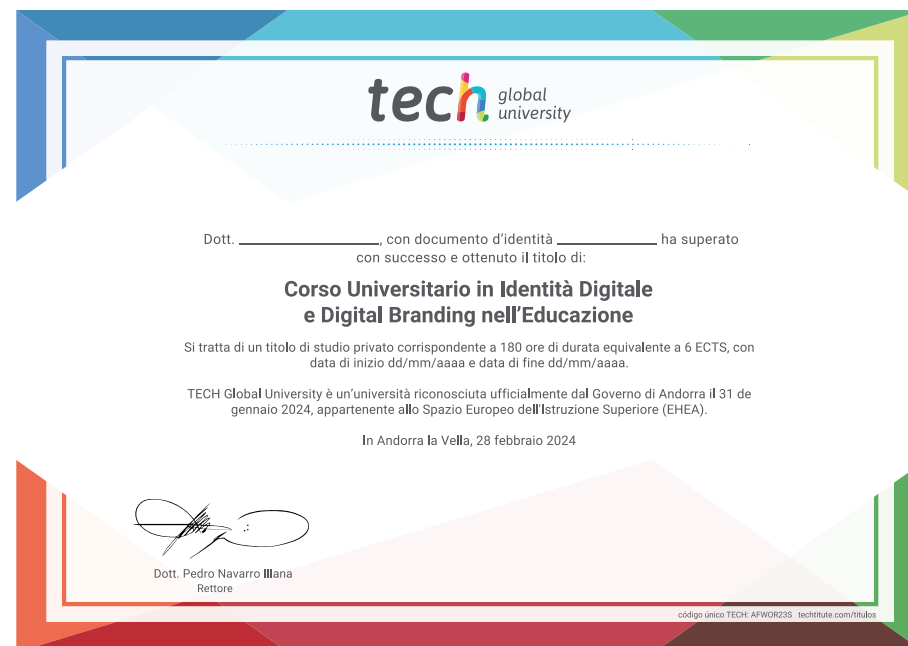 tech global
university
Dott. __________________, con documento d'identità _____________ ha superato
con successo e ottenuto il titolo di:
Corso Universitario in Identità Digitale
e Digital Branding nell'Educazione
Si tratta di un titolo di studio privato corrispondente a 180 ore di durata equivalente a 6 ECTS, con
data di inizio dd/mm/aaaa e data di fine dd/mm/aaaa.
TECH Global University è un'università riconosciuta ufficialmente dal Governo di Andorra il 31 de
gennaio 2024, appartenente allo Spazio Europeo dell'Istruzione Superiore (EHEA).
In Andorra la Vella, 28 febbraio 2024
Dott. Pedro Navarro Illana
Rettore
código único TECH: AFWOR23S techtitute.com/titulos